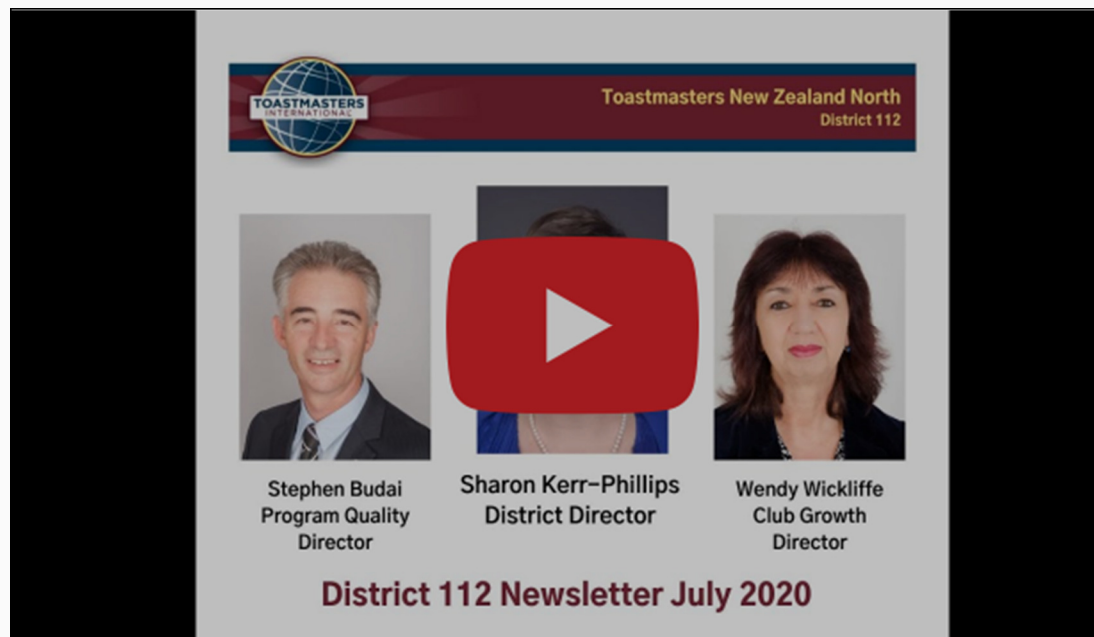 TOASTMASTERS
INTERNATIONAL
Toastmasters New Zealand North
District 112
Stephen Budai
Program Quality
Director
Sharon Kerr-Phillips
District Director
Wendy Wickliffe
Club Growth
Director
District 112 Newsletter July 2020